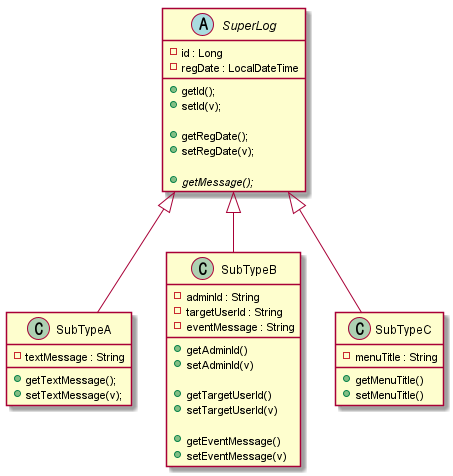 A SuperLog
id : Long
regDate : LocalDateTime
getId();
setId(v);
getRegDate();
setRegDate(v);
getMessage();
C SubTypeA
textMessage : String
getTextMessage();
setTextMessage(v);
C SubTypeB
adminId : String
targetUserId : String
eventMessage : String
getAdminId()
setAdminId(v)
getTargetUserId()
setTargetUserId(v)
getEventMessage()
setEventMessage(v)
C SubTypeC
menuTitle : String
getMenuTitle()
setMenuTitle()